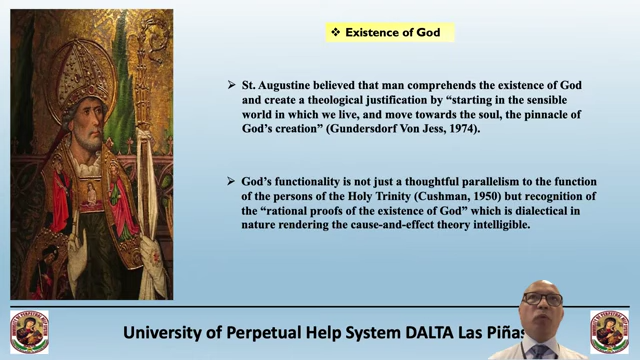 ❖ Existence of God
➢ St. Augustine believed that man comprehends the existence of God
and create a theological justification by “starting in the sensible
world in which we live, and move towards the soul, the pinnacle of
God’s creation” (Gundersdorf Von Jess, 1974).
➢ God’s functionality is not just a thoughtful parallelism to the function
of the persons of the Holy Trinity (Cushman, 1950) but recognition of
the “rational proofs of the existence of God” which is dialectical in
nature rendering the cause-and-effect theory intelligible.
University of Perpetual Help System DALTA Las Piñas